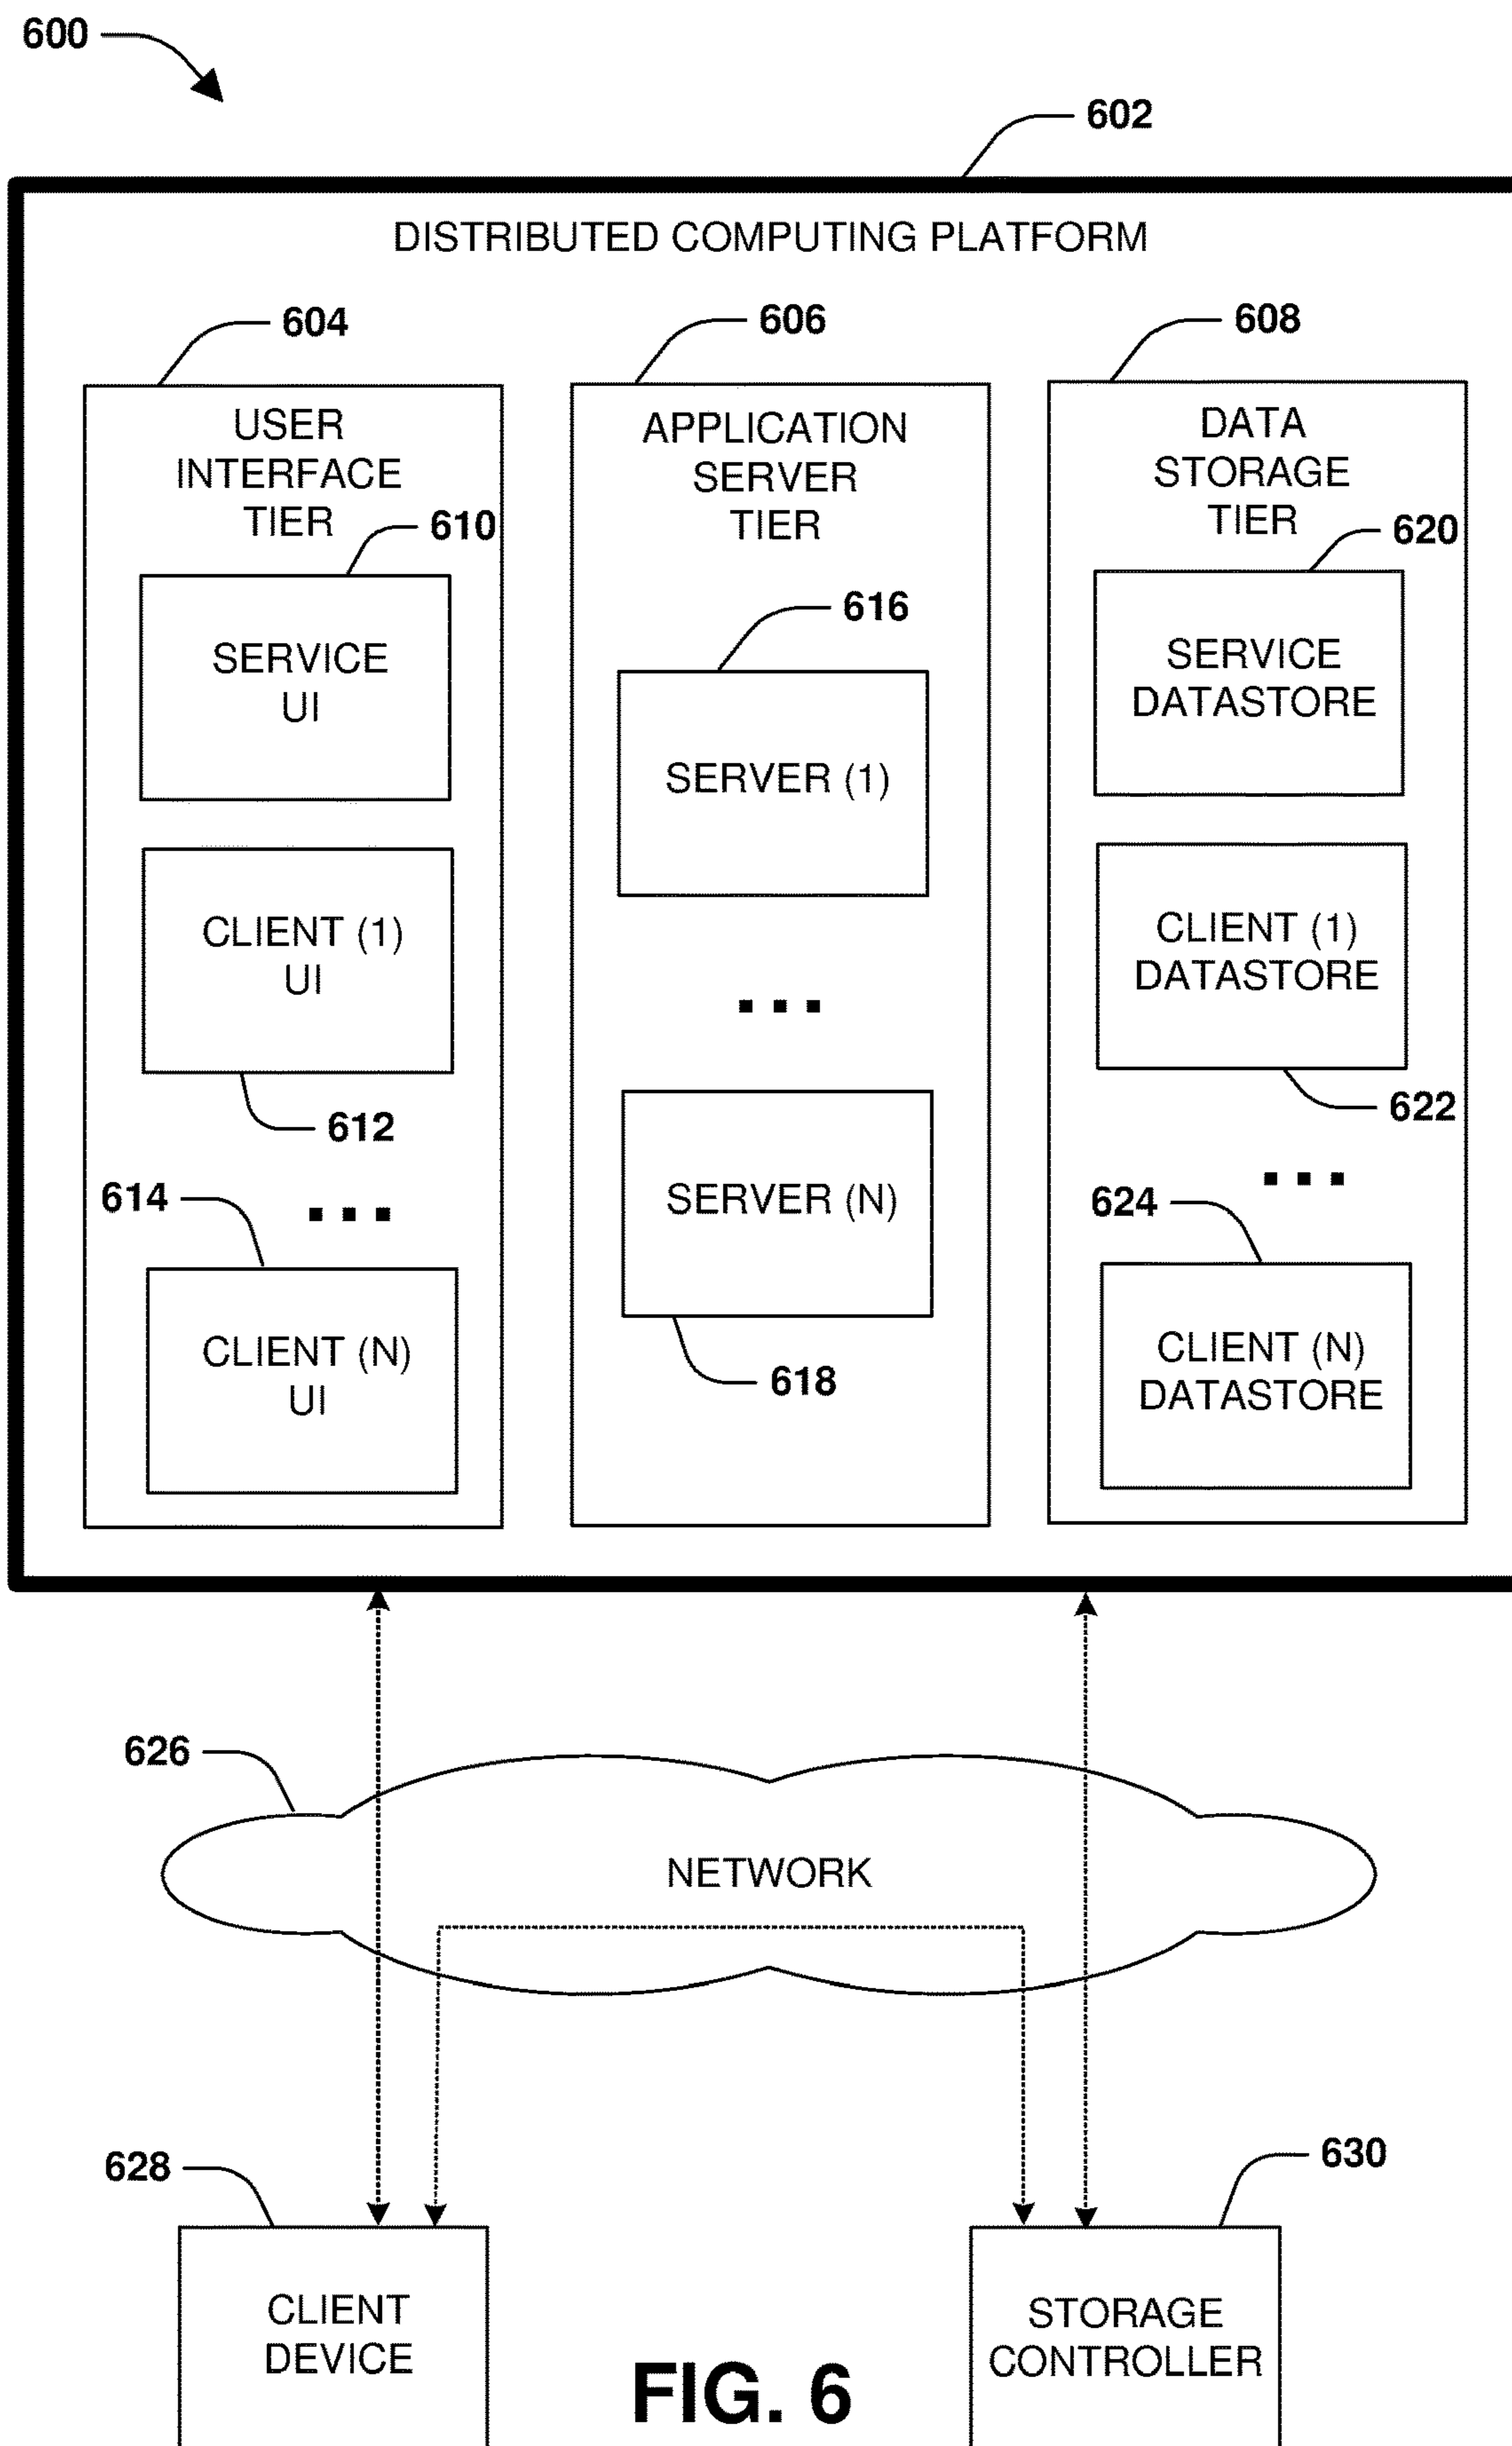 600
602
DISTRIBUTED COMPUTING PLATFORM
604
606
608
USER
INTERFACE
TIER
610
SERVICE
UI
CLIENT (1)
UI
612
614
CLIENT (N)
UI
APPLICATION
SERVER
TIER
616
SERVER (1)
SERVER (N)
618
DATA
STORAGE
TIER
620
SERVICE
DATASTORE
CLIENT (1)
DATASTORE
622
624
CLIENT (N)
DATASTORE
626
NETWORK
628
CLIENT
DEVICE
630
STORAGE
CONTROLLER
FIG. 6